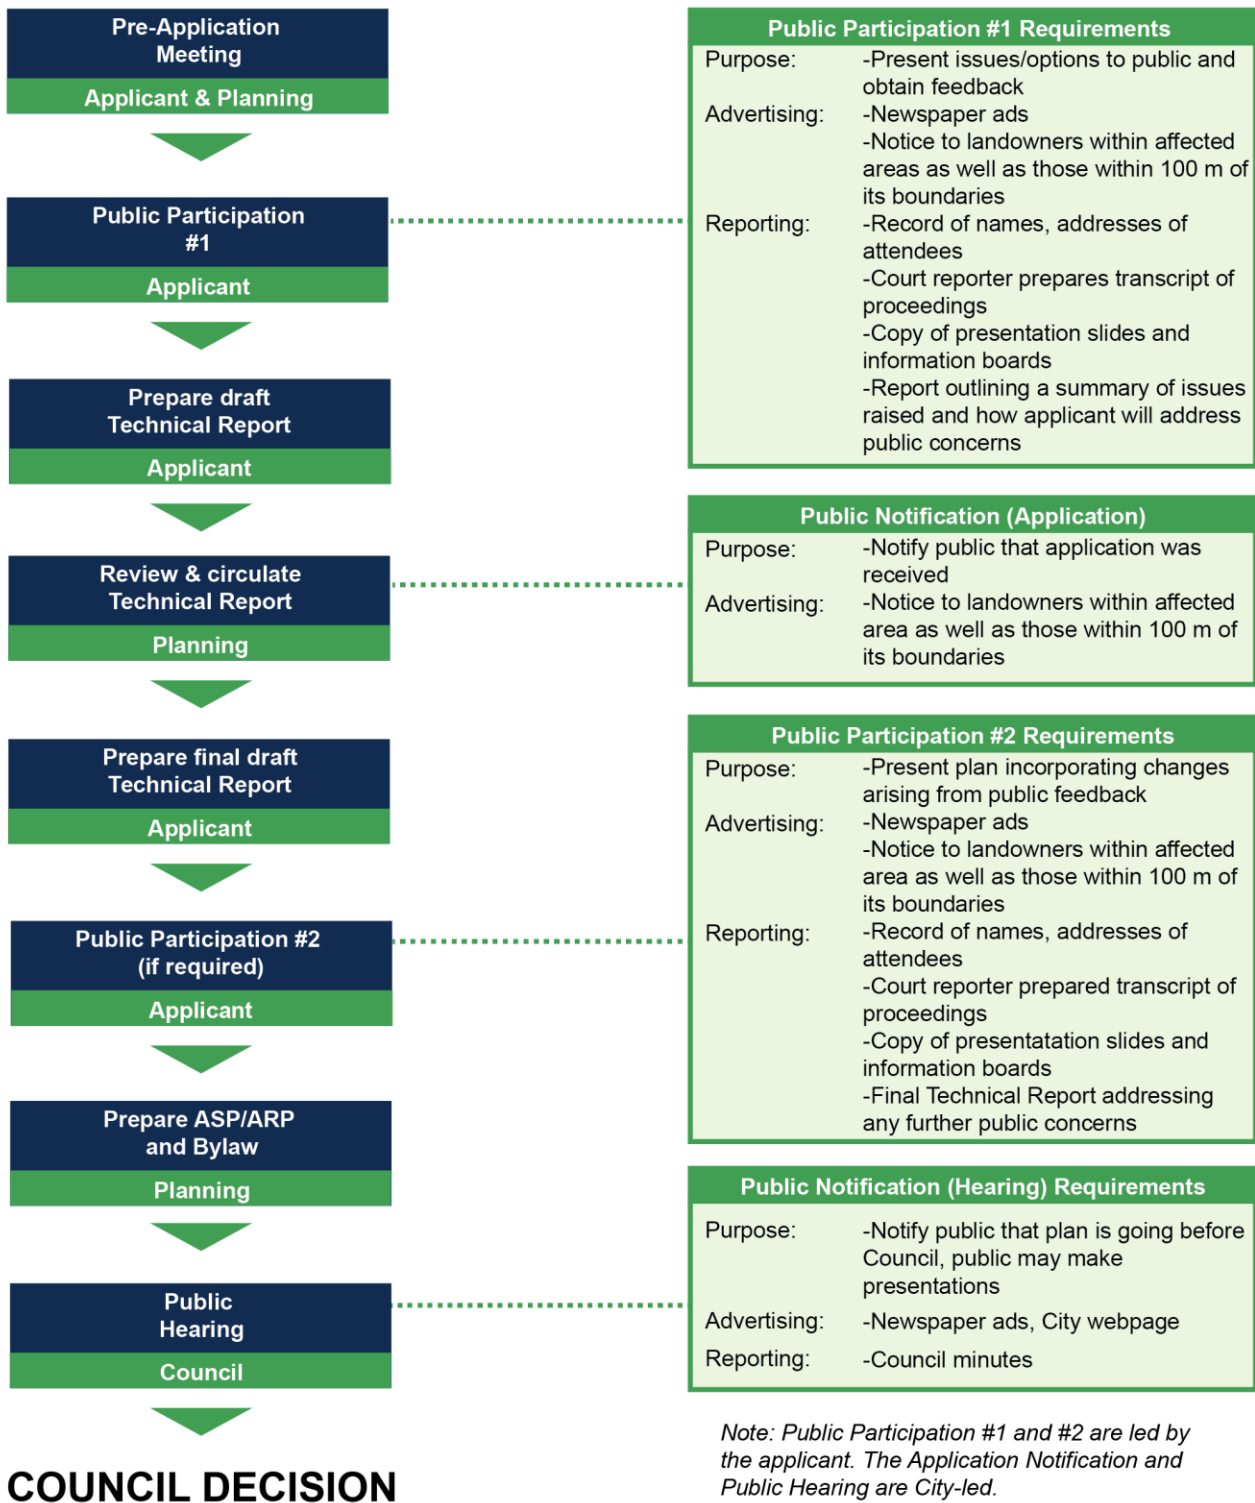 Pre-Application
Meeting
Applicant & Planning
Public Participation
#1
Applicant
Prepare draft
Technical Report
Applicant
Review & circulate
Technical Report
Planning
Prepare final draft
Technical Report
Applicant
Public Participation #2
(if required)
Applicant
Prepare ASP/ARP
and Bylaw
Planning
Public
Hearing
Council
COUNCIL DECISION
Public Participation #1 Requirements
Purpose: -Present issues/options to public and
obtain feedback
Advertising: -Newspaper ads
-Notice to landowners within affected
areas as well as those within 100 m of
its boundaries
Reporting: -Record of names, addresses of
attendees
-Court reporter prepares transcript of
proceedings
-Copy of presentation slides and
information boards
-Report outlining a summary of issues
raised and how applicant will address
public concerns
Public Notification (Application)
Purpose: -Notify public that application was
received
Advertising: -Notice to landowners within affected
area as well as those within 100 m of
its boundaries
Public Participation #2 Requirements
Purpose: -Present plan incorporating changes
arising from public feedback
Advertising: -Newspaper ads
-Notice to landowners within affected
area as well as those within 100 m of
its boundaries
Reporting: -Record of names, addresses of
attendees
-Court reporter prepared transcript of
proceedings
-Copy of presentatation slides and
information boards
-Final Technical Report addressing
any further public concerns
Public Notification (Hearing) Requirements
Purpose: -Notify public that plan is going before
Council, public may make
presentations
Advertising: -Newspaper ads, City webpage
Reporting: -Council minutes
Note: Public Participation #1 and #2 are led by
the applicant. The Application Notification and
Public Hearing are City-led.